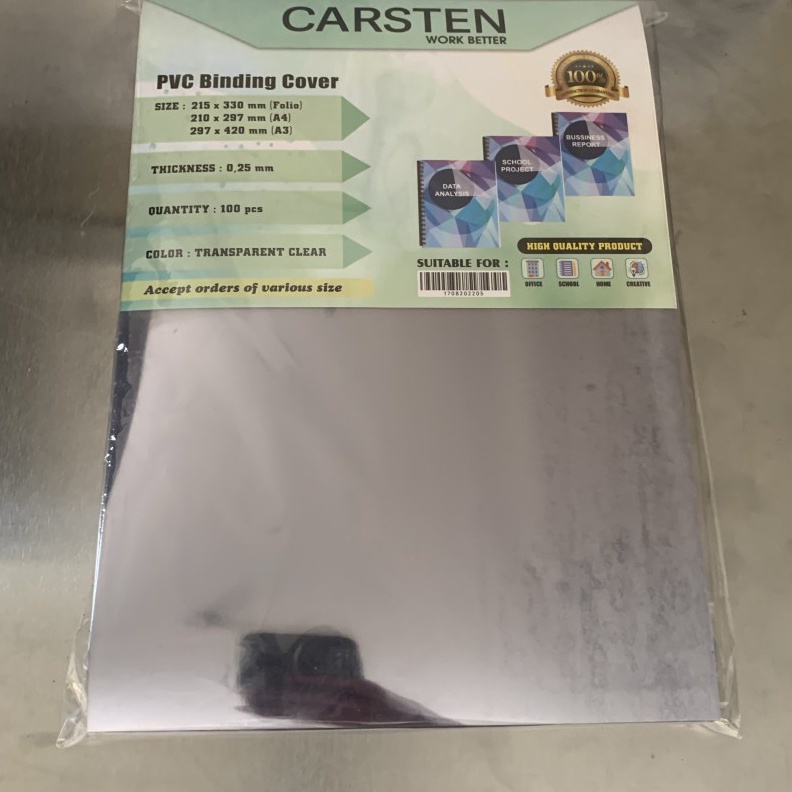 CARSTEN
WORK BETTER
PVC Binding Cover
SIZE : 215 x 330 mm (Folio)
210 x 297 mm (A4)
297 x 420 mm (A3)
THICKNESS : 0,25 mm
QUANTITY : 100 pcs
COLOR : TRANSPARENT CLEAR
Accept orders of various size
100%
BUSSINESS
REPORT
SCHOOL
PROJECT
DATA
ANALYSIS
HIGH QUALITY PRODUCT
SUITABLE FOR :
OFFICE SCHOOL HOME CREATIVE
1708202205